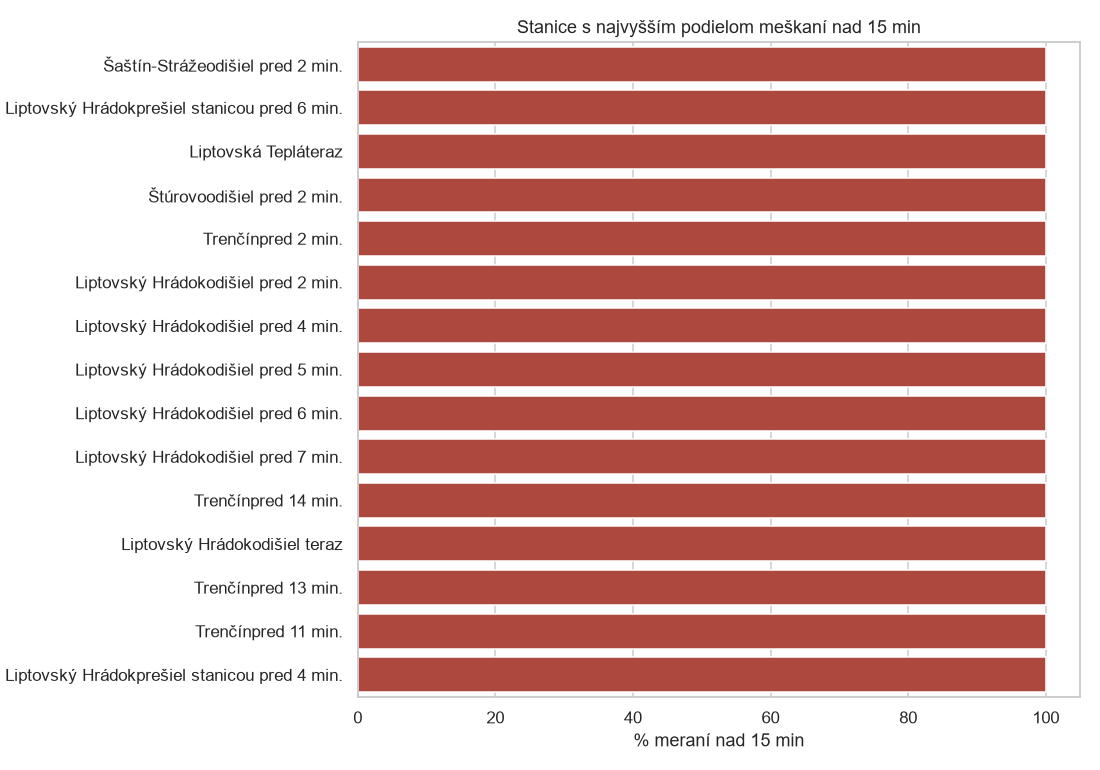 Stanice s najvyšším podielom meškaní nad 15 min
Šaštín-Strážeodišiel pred 2 min.
Liptovský Hrádokprešiel stanicou pred 6 min.
Liptovská Tepláteraz
Štúrovoodišiel pred 2 min.
Trenčínpred 2 min.
Liptovský Hrádokodišiel pred 2 min.
Liptovský Hrádokodišiel pred 4 min.
Liptovský Hrádokodišiel pred 5 min.
Liptovský Hrádokodišiel pred 6 min.
Liptovský Hrádokodišiel pred 7 min.
Trenčínpred 14 min.
Liptovský Hrádokodišiel teraz
Trenčínpred 13 min.
Trenčínpred 11 min.
Liptovský Hrádokprešiel stanicou pred 4 min.
0 20 40 60 80 100
% meraní nad 15 min